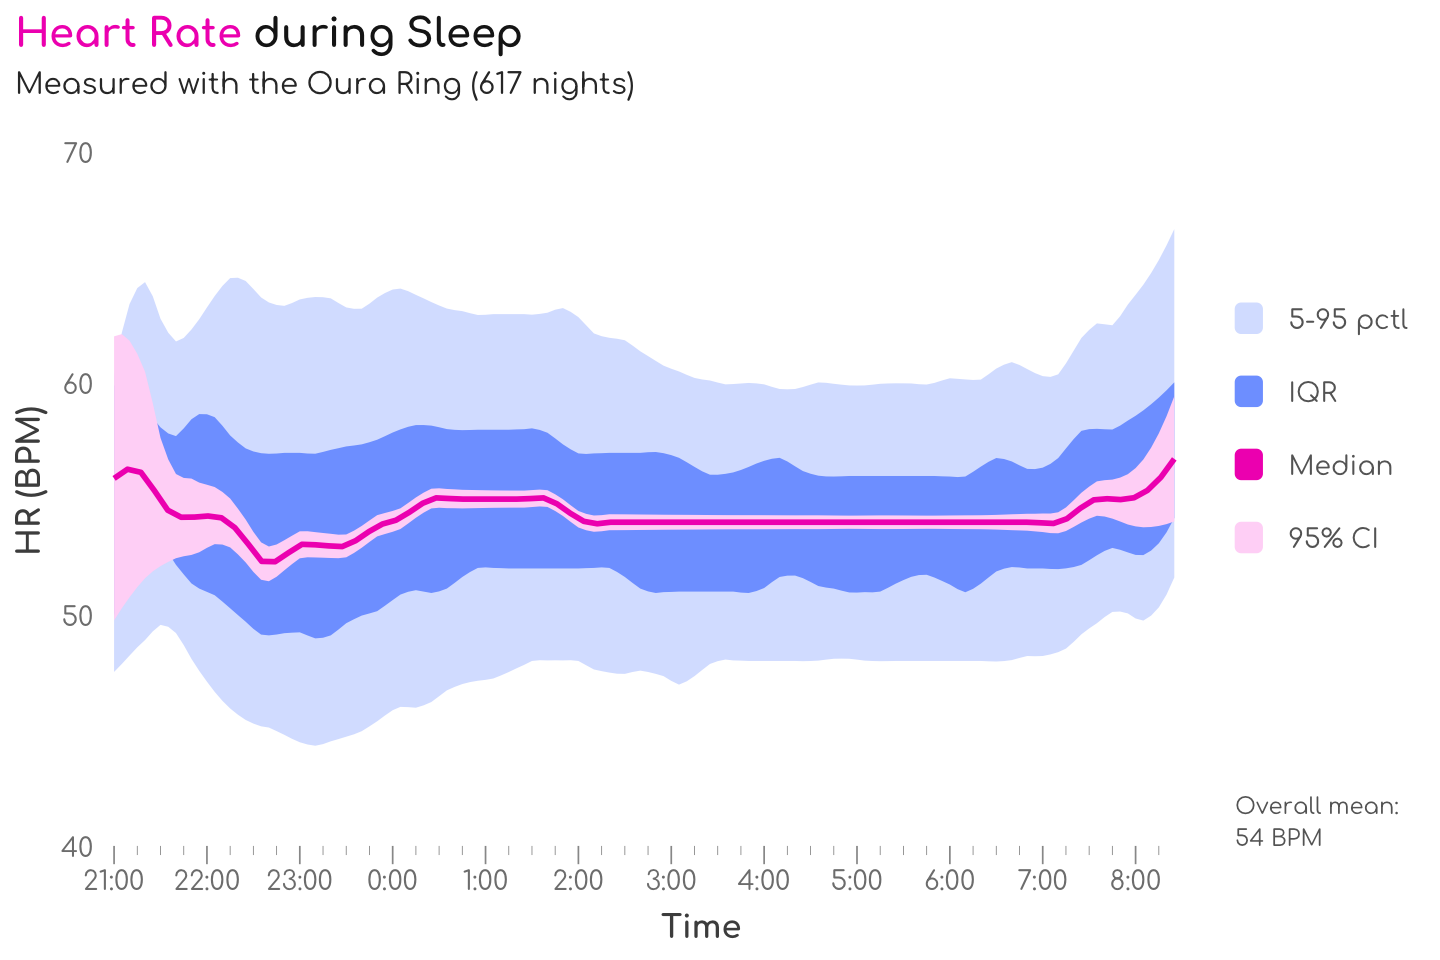 Heart Rate during Sleep
Measured with the Oura Ring (617 nights)
70
60
50
40
HR (BPM)
21:00 22:00 23:00 0:00 1:00 2:00 3:00 4:00 5:00 6:00 7:00 8:00
Time
5-95 pctl
IQR
Median
95% CI
Overall mean:
54 BPM